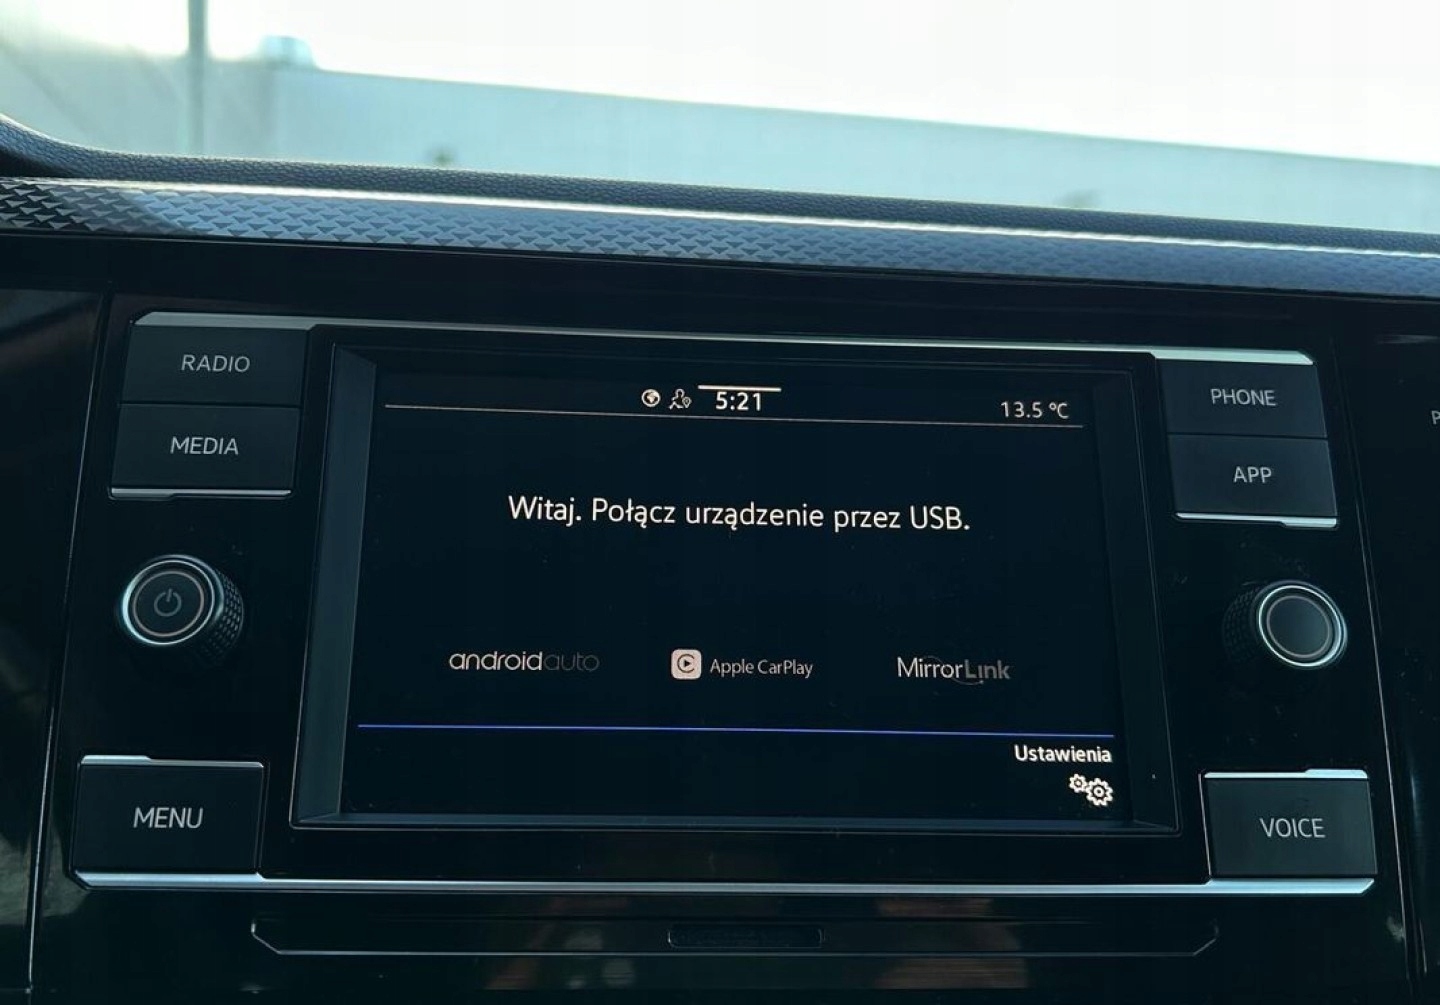 RADIO
MEDIA
5:21
13.5 °C
PHONE
APP
Witaj. Połącz urządzenie przez USB.
androidauto
Apple CarPlay
MirrorLink
Ustawienia
MENU
VOICE